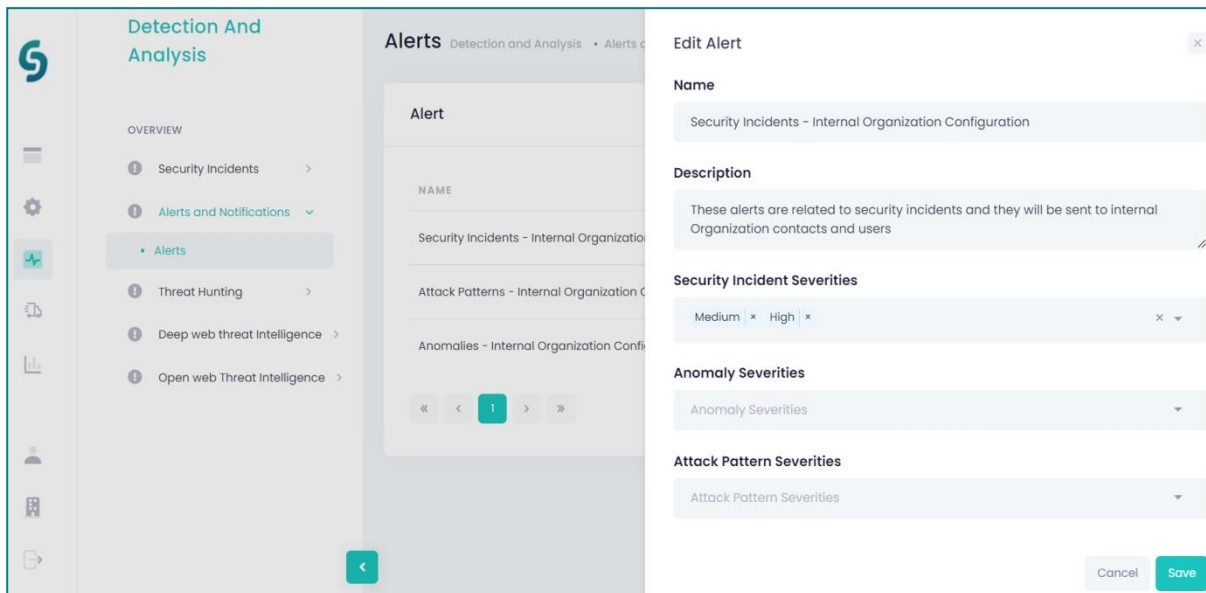 Detection And
Analysis
OVERVIEW
Security Incidents
Alerts and Notifications
Alerts
Threat Hunting
Deep web threat Intelligence
Open web Threat Intelligence
Alerts Detection and Analysis • Alerts
Alert
NAME
Security Incidents - Internal Organizatio
Attack Patterns - Internal Organization
Anomalies - Internal Organization Confi
1
Edit Alert
Name
Security Incidents - Internal Organization Configuration
Description
These alerts are related to security incidents and they will be sent to internal
Organization contacts and users
Security Incident Severities
Medium × High ×
Anomaly Severities
Anomaly Severities
Attack Pattern Severities
Attack Pattern Severities
Cancel Save